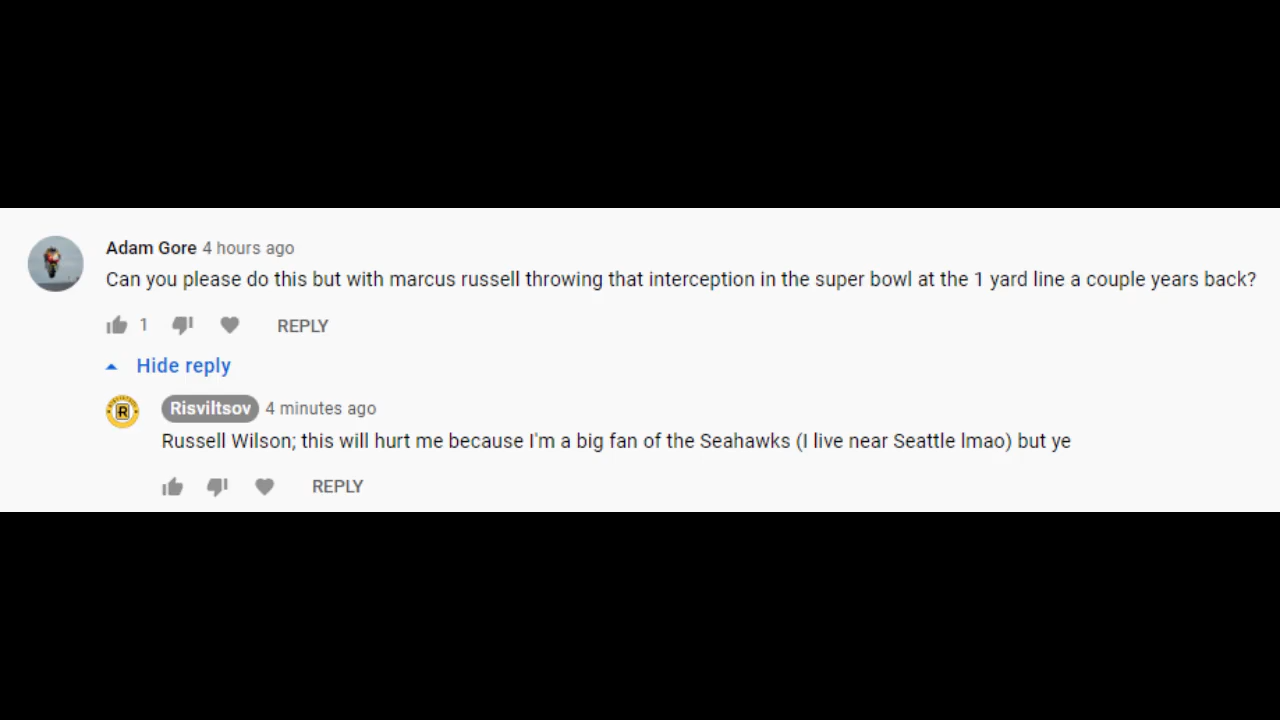 Adam Gore 4 hours ago
Can you please do this but with marcus russell throwing that interception in the super bowl at the 1 yard line a couple years back?
1 REPLY
Hide reply
R Risviltsov 4 minutes ago
Russell Wilson; this will hurt me because I'm a big fan of the Seahawks (I live near Seattle lmao) but ye
REPLY